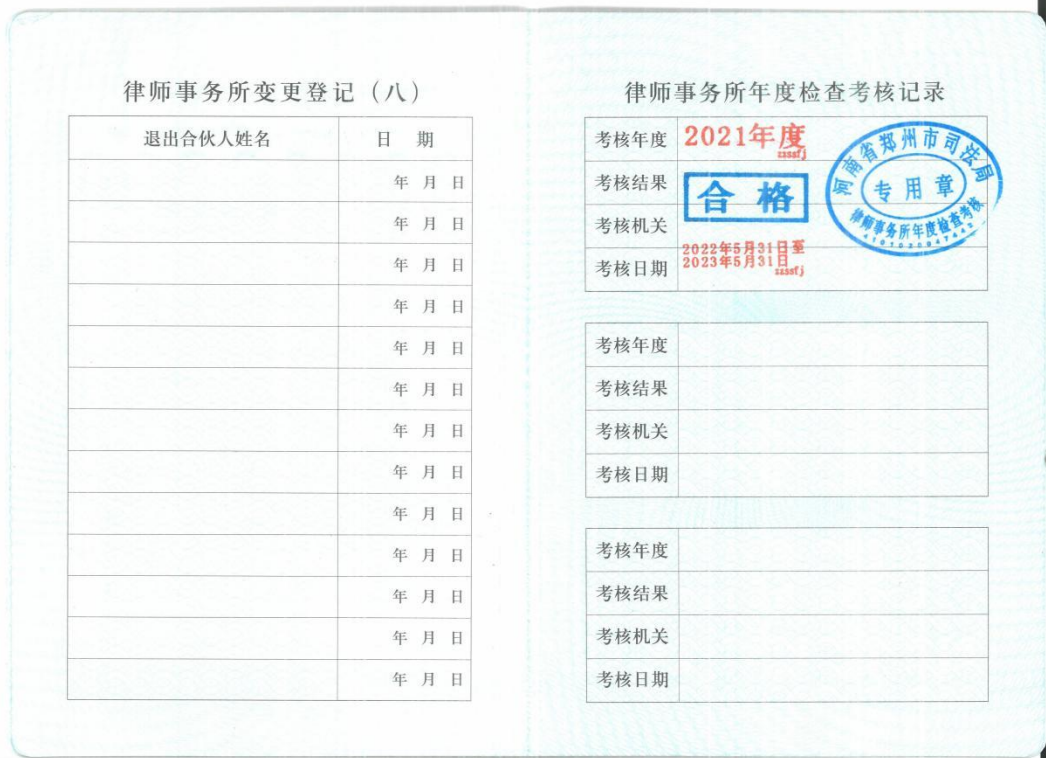 律师事务所变更登记（八）
退出合伙人姓名 日 期
年 月 日
年 月 日
年 月 日
年 月 日
年 月 日
年 月 日
年 月 日
年 月 日
年 月 日
年 月 日
年 月 日
年 月 日
年 月 日
律师事务所年度检查考核记录
考核年度 2021年度
zzssfj
考核结果 合格
考核机关
考核日期 2022年5月31日至
2023年5月31日
zzssfj
河南省郑州市司法局
专用章
律师事务所年度检查考核
考核年度
考核结果
考核机关
考核日期
考核年度
考核结果
考核机关
考核日期